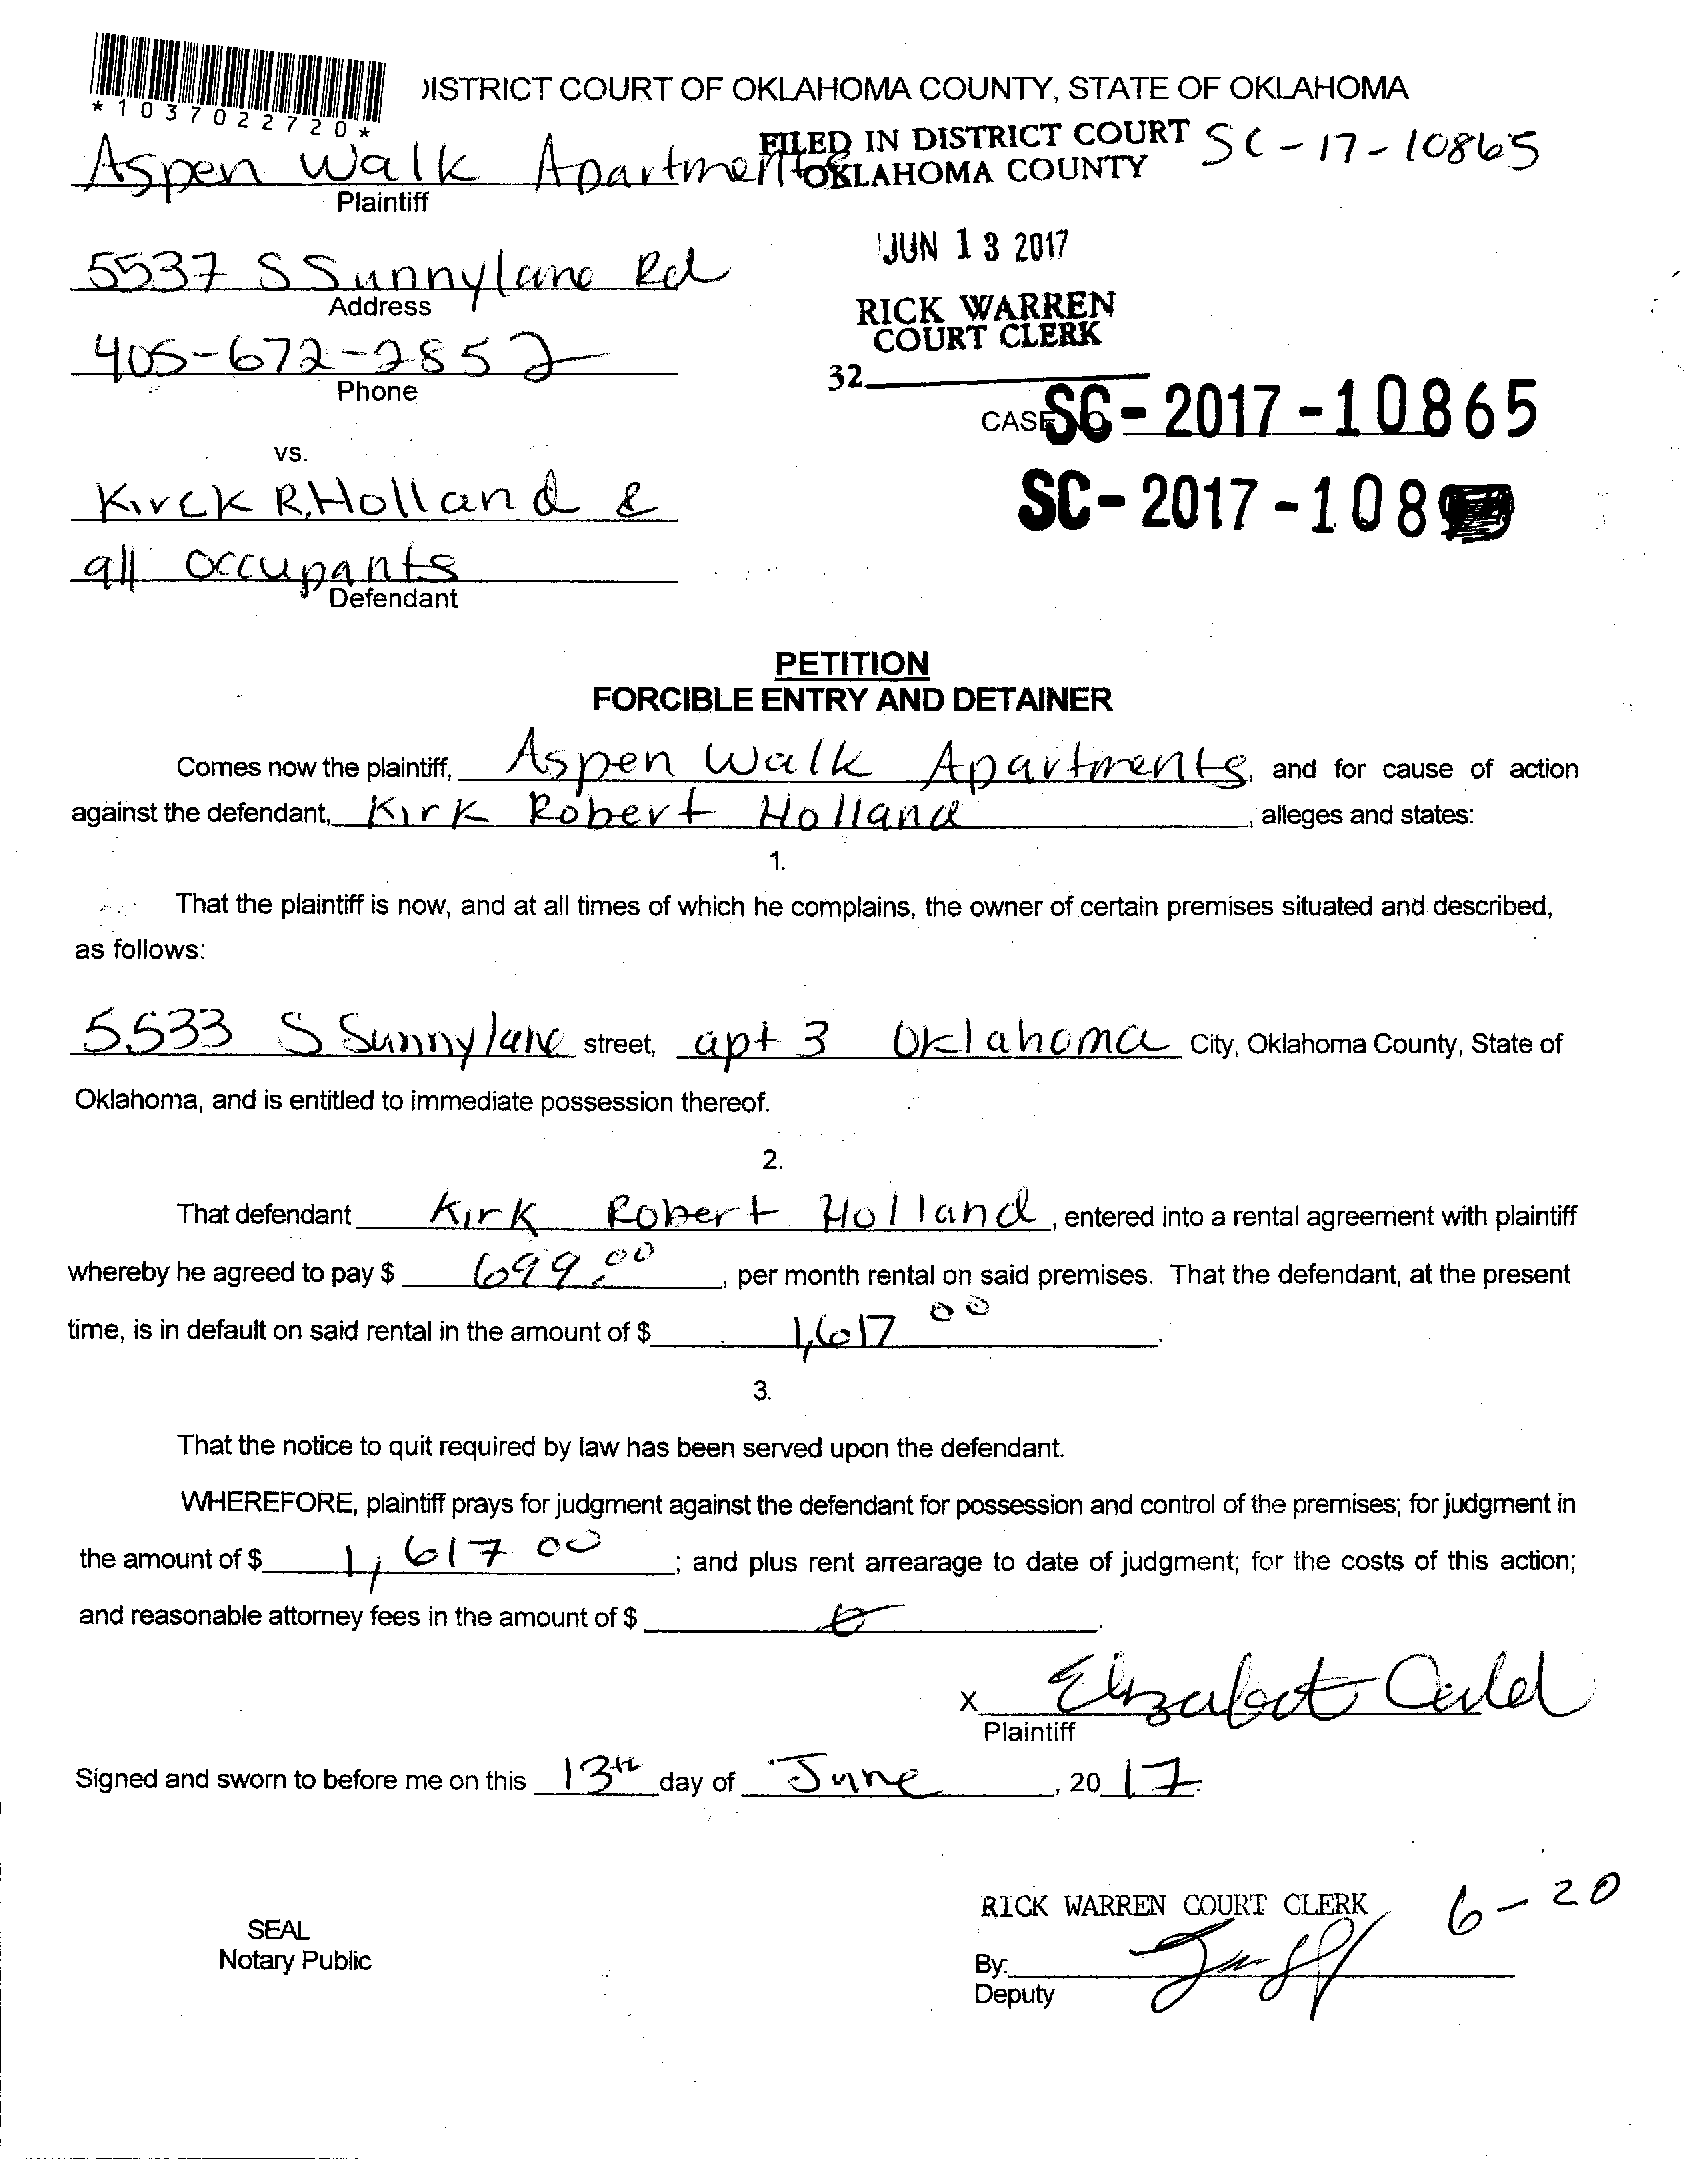 *1037022720*
DISTRICT COURT OF OKLAHOMA COUNTY, STATE OF OKLAHOMA
Aspen Walk Apartments
Plaintiff
FILED IN DISTRICT COURT
OKLAHOMA COUNTY
SC-17-10865
5537 S Sunnylane Rd
Address
JUN 13 2017
RICK WARREN
COURT CLERK
405-672-2852
Phone
32
CASE SC-2017-10865
SC-2017-108
vs.
Kirck R. Holland &
all occupants
Defendant
PETITION
FORCIBLE ENTRY AND DETAINER
Comes now the plaintiff, Aspen Walk Apartments, and for cause of action
against the defendant, Kirk Robert Holland, alleges and states:
1.
That the plaintiff is now, and at all times of which he complains, the owner of certain premises situated and described,
as follows:
5533 S Sunnylane street, apt 3 Oklahoma City, Oklahoma County, State of
Oklahoma, and is entitled to immediate possession thereof.
2.
That defendant Kirk Robert Holland, entered into a rental agreement with plaintiff
whereby he agreed to pay $ 699.00, per month rental on said premises. That the defendant, at the present
time, is in default on said rental in the amount of $ 1,617 00.
3.
That the notice to quit required by law has been served upon the defendant.
WHEREFORE, plaintiff prays for judgment against the defendant for possession and control of the premises; for judgment in
the amount of $ 1,617 00; and plus rent arrearage to date of judgment; for the costs of this action;
and reasonable attorney fees in the amount of $
x Elizabeth
Plaintiff
Signed and sworn to before me on this 13th day of June, 2017.
RICK WARREN COURT CLERK
6-20
SEAL
Notary Public
By:
Deputy